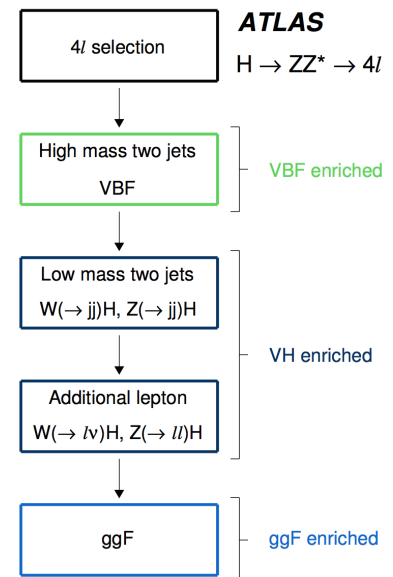 ATLAS
H → ZZ* → 4l
4l selection
High mass two jets
VBF
VBF enriched
Low mass two jets
W(→ jj)H, Z(→ jj)H
VH enriched
Additional lepton
W(→ lν)H, Z(→ ll)H
ggF
ggF enriched